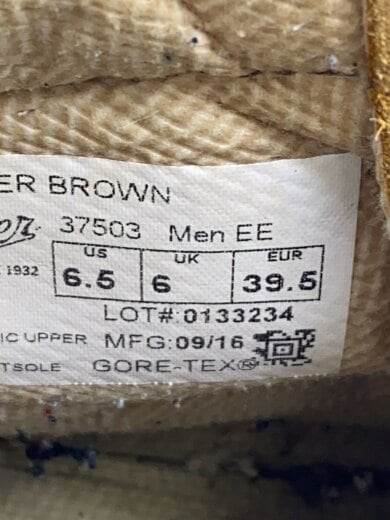 ER BROWN
37503 Men EE
US UK EUR
1932 6.5 6 39.5
LOT#:0133234
IC UPPER MFG:09/16
TSOLE GORE-TEX®